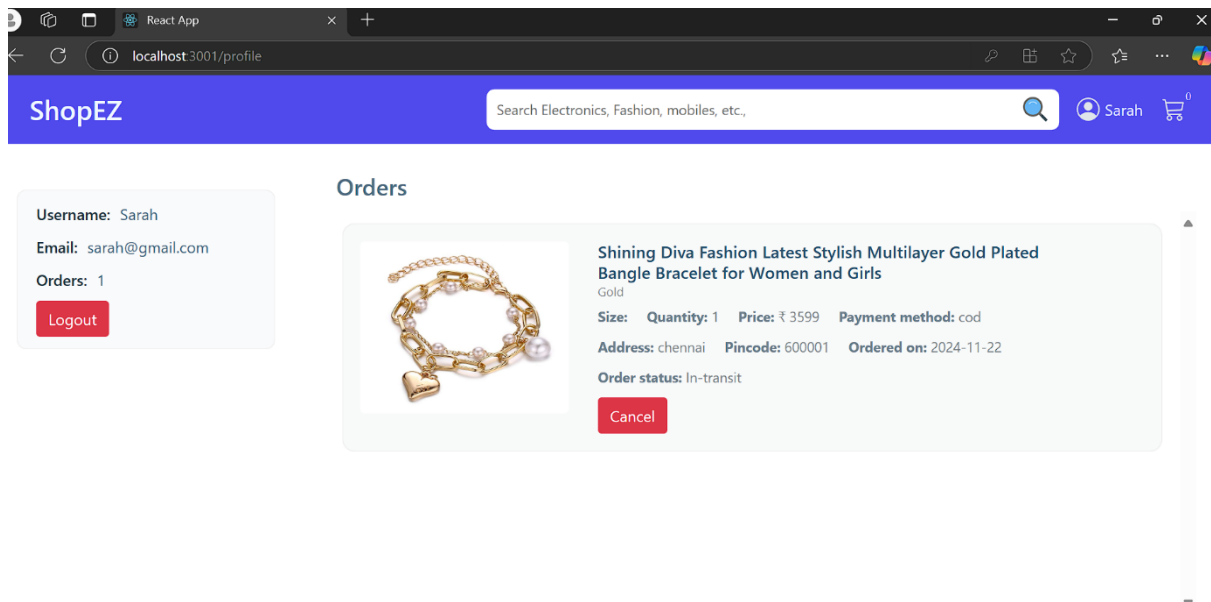 React App
localhost:3001/profile
ShopEZ
Search Electronics, Fashion, mobiles, etc.,
Sarah
0
Username: Sarah
Email: sarah@gmail.com
Orders: 1
Logout
Orders
Shining Diva Fashion Latest Stylish Multilayer Gold Plated
Bangle Bracelet for Women and Girls
Gold
Size: Quantity: 1 Price: ₹ 3599 Payment method: cod
Address: chennai Pincode: 600001 Ordered on: 2024-11-22
Order status: In-transit
Cancel